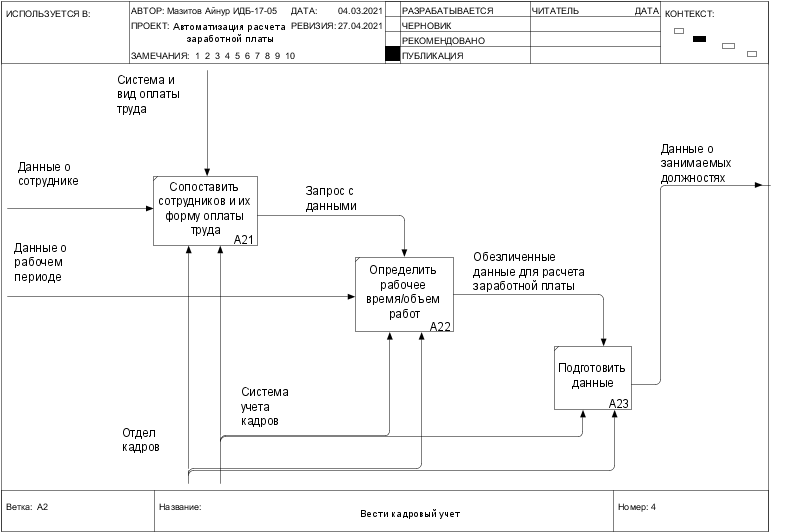 ИСПОЛЬЗУЕТСЯ В:
АВТОР: Мазитов Айнур ИДБ-17-05 ДАТА: 04.03.2021
ПРОЕКТ: Автоматизация расчета заработной платы
РЕВИЗИЯ: 27.04.2021
ЗАМЕЧАНИЯ: 1 2 3 4 5 6 7 8 9 10
РАЗРАБАТЫВАЕТСЯ
ЧЕРНОВИК
РЕКОМЕНДОВАНО
ПУБЛИКАЦИЯ
ЧИТАТЕЛЬ ДАТА
КОНТЕКСТ:
Система и
вид оплаты
труда
Данные о
занимаемых
должностях
Данные о
сотруднике
Сопоставить
сотрудников и их
форму оплаты
труда
A21
Запрос с
данными
Данные о
рабочем
периоде
Определить
рабочее
время/объем
работ
A22
Обезличенные
данные для расчета
заработной платы
Подготовить
данные
A23
Система
учета
кадров
Отдел
кадров
Ветка: A2
Название:
Вести кадровый учет
Номер: 4